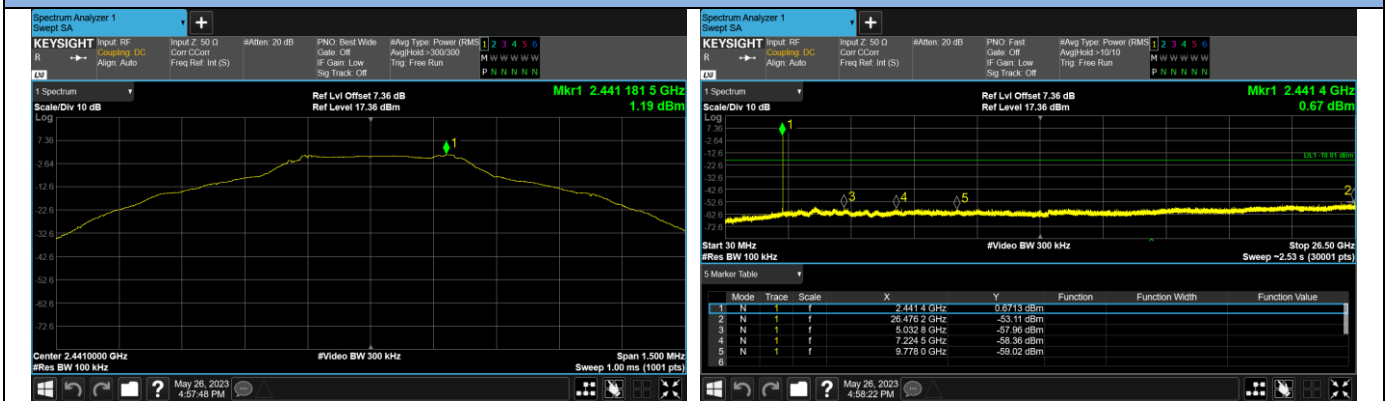 Spectrum Analyzer 1
Swept SA
+
KEYSIGHT
R
LXI
Input: RF
Coupling: DC
Align: Auto
Input Z: 50 Ω
Corr CCorr
Freq Ref: Int (S)
#Atten: 20 dB
PNO: Best Wide
Gate: Off
IF Gain: Low
Sig Track: Off
#Avg Type: Power (RMS
Avg|Hold:>300/300
Trig: Free Run
1 2 3 4 5 6
M W W W W W
P N N N N N
1 Spectrum
Scale/Div 10 dB
Log
Ref Lvl Offset 7.36 dB
Ref Level 17.36 dBm
Mkr1 2.441 181 5 GHz
1.19 dBm
1
7.36
-2.64
-12.6
-22.6
-32.6
-42.6
-52.6
-62.6
-72.6
Center 2.4410000 GHz
#Res BW 100 kHz
#Video BW 300 kHz
Span 1.500 MHz
Sweep 1.00 ms (1001 pts)
?
May 26, 2023
4:57:48 PM
Spectrum Analyzer 1
Swept SA
+
KEYSIGHT
R
LXI
Input: RF
Coupling: DC
Align: Auto
Input Z: 50 Ω
Corr CCorr
Freq Ref: Int (S)
#Atten: 20 dB
PNO: Fast
Gate: Off
IF Gain: Low
Sig Track: Off
#Avg Type: Power (RMS
Avg|Hold:>10/10
Trig: Free Run
1 2 3 4 5 6
M W W W W W
P N N N N N
1 Spectrum
Scale/Div 10 dB
Log
Ref Lvl Offset 7.36 dB
Ref Level 17.36 dBm
Mkr1 2.441 4 GHz
0.67 dBm
1
7.36
-2.64
-12.6
DL1 -18.81 dBm
-22.6
-32.6
-42.6
-52.6
3 4 5 2
-62.6
-72.6
Start 30 MHz
#Res BW 100 kHz
#Video BW 300 kHz
Stop 26.50 GHz
Sweep ~2.53 s (30001 pts)
5 Marker Table
Mode Trace Scale X Y Function Function Width Function Value
1 N 1 f 2.441 4 GHz 0.6713 dBm
2 N 1 f 26.476 2 GHz -53.11 dBm
3 N 1 f 5.032 8 GHz -57.96 dBm
4 N 1 f 7.224 5 GHz -58.36 dBm
5 N 1 f 9.778 0 GHz -59.02 dBm
6
?
May 26, 2023
4:58:22 PM